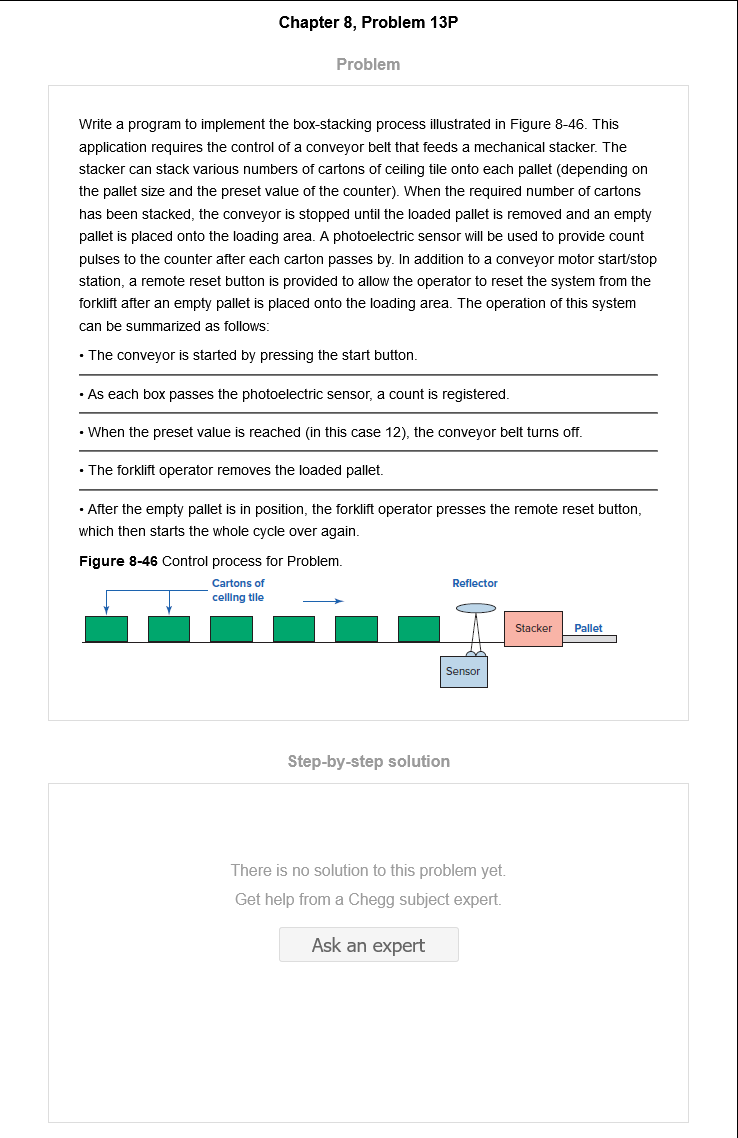 Chapter 8, Problem 13P
Problem
Write a program to implement the box-stacking process illustrated in Figure 8-46. This
application requires the control of a conveyor belt that feeds a mechanical stacker. The
stacker can stack various numbers of cartons of ceiling tile onto each pallet (depending on
the pallet size and the preset value of the counter). When the required number of cartons
has been stacked, the conveyor is stopped until the loaded pallet is removed and an empty
pallet is placed onto the loading area. A photoelectric sensor will be used to provide count
pulses to the counter after each carton passes by. In addition to a conveyor motor start/stop
station, a remote reset button is provided to allow the operator to reset the system from the
forklift after an empty pallet is placed onto the loading area. The operation of this system
can be summarized as follows:
• The conveyor is started by pressing the start button.
• As each box passes the photoelectric sensor, a count is registered.
• When the preset value is reached (in this case 12), the conveyor belt turns off.
• The forklift operator removes the loaded pallet.
• After the empty pallet is in position, the forklift operator presses the remote reset button,
which then starts the whole cycle over again.
Figure 8-46 Control process for Problem.
Cartons of
ceiling tile
Reflector
Stacker
Pallet
Sensor
Step-by-step solution
There is no solution to this problem yet.
Get help from a Chegg subject expert.
Ask an expert